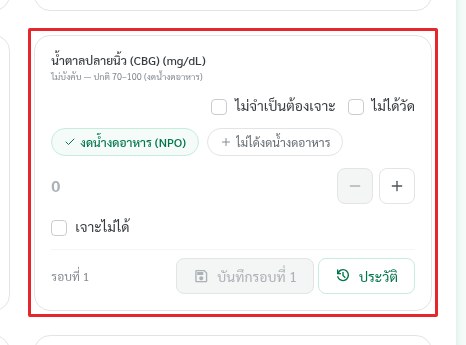 น้ำตาลปลายนิ้ว (CBG) (mg/dL)
ไม่บังคับ — ปกติ 70–100 (งดน้ำงดอาหาร)
ไม่จำเป็นต้องเจาะ ไม่ได้วัด
งดน้ำงดอาหาร (NPO) ไม่ได้งดน้ำงดอาหาร
0
เจาะไม่ได้
รอบที่ 1 บันทึกรอบที่ 1 ประวัติ